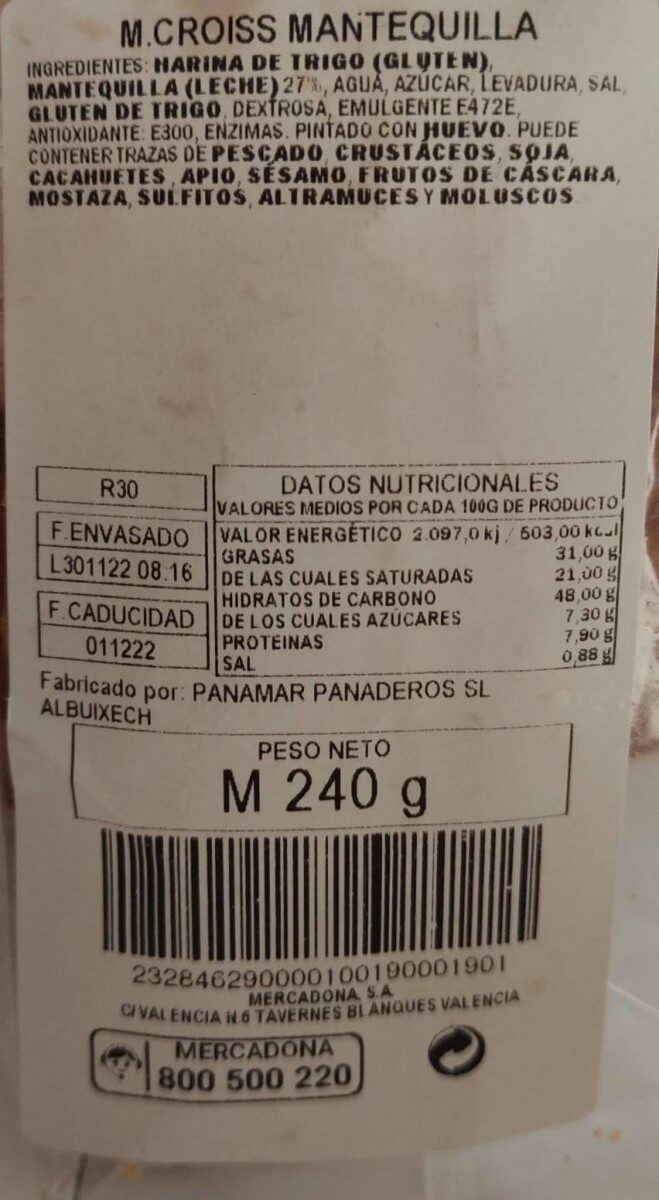 M.CROISS MANTEQUILLA
INGREDIENTES: HARINA DE TRIGO (GLUTEN),
MANTEQUILLA (LECHE) 27%, AGUA, AZÚCAR, LEVADURA, SAL,
GLUTEN DE TRIGO, DEXTROSA, EMULGENTE E472E,
ANTIOXIDANTE: E300, ENZIMAS. PINTADO CON HUEVO. PUEDE
CONTENER TRAZAS DE PESCADO, CRUSTÁCEOS, SOJA,
CACAHUETES, APIO, SÉSAMO, FRUTOS DE CÁSCARA,
MOSTAZA, SULFITOS, ALTRAMUCES Y MOLUSCOS
R30
F.ENVASADO
L301122 08:16
F.CADUCIDAD
011222
DATOS NUTRICIONALES
VALORES MEDIOS POR CADA 100G DE PRODUCTO
VALOR ENERGÉTICO 2.097,0 kj / 503,00 kcal
GRASAS 31,00 g
DE LAS CUALES SATURADAS 21,00 g
HIDRATOS DE CARBONO 48,00 g
DE LOS CUALES AZÚCARES 7,30 g
PROTEINAS 7,90 g
SAL 0,88 g
Fabricado por: PANAMAR PANADEROS SL
ALBUIXECH
PESO NETO
M 240 g
232846290000100190001901
MERCADONA, S.A.
C/VALENCIA N.6 TAVERNES BLANQUES VALENCIA
MERCADONA
800 500 220